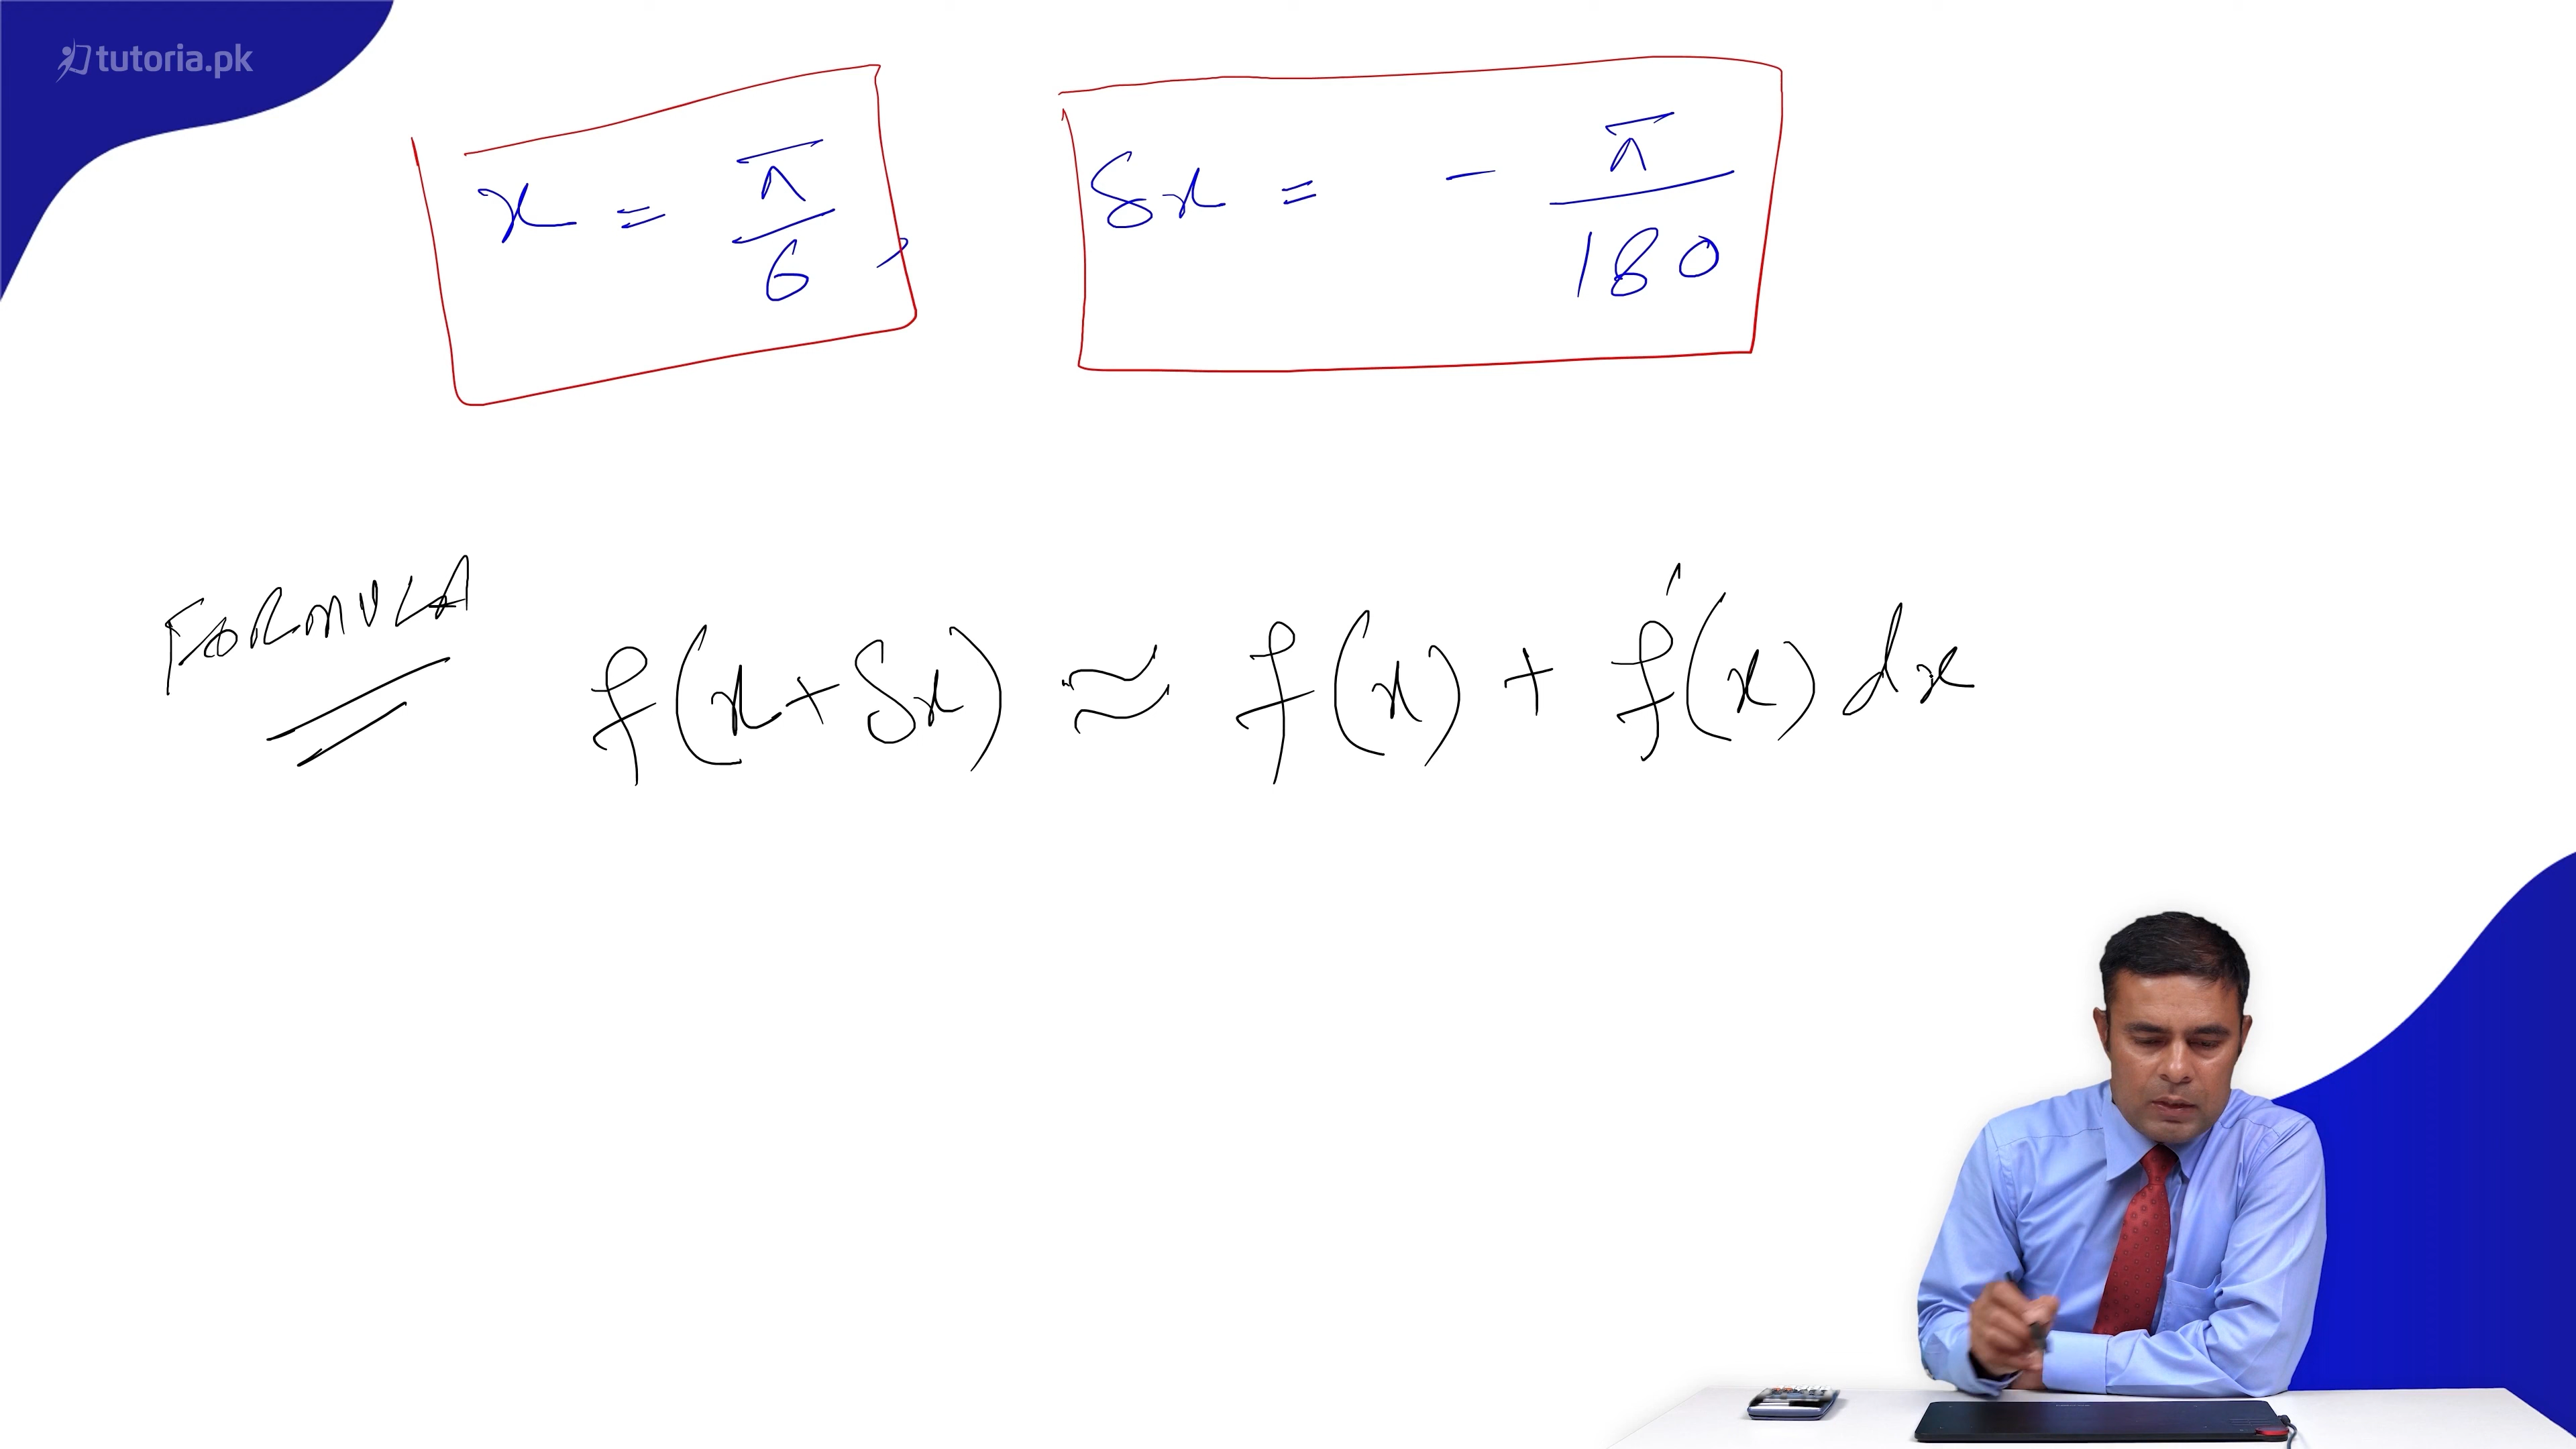 tutoria.pk
x = π/6 ,
δx = - π/180
FORMULA
f(x+δx) ≈ f(x) + f'(x) dx